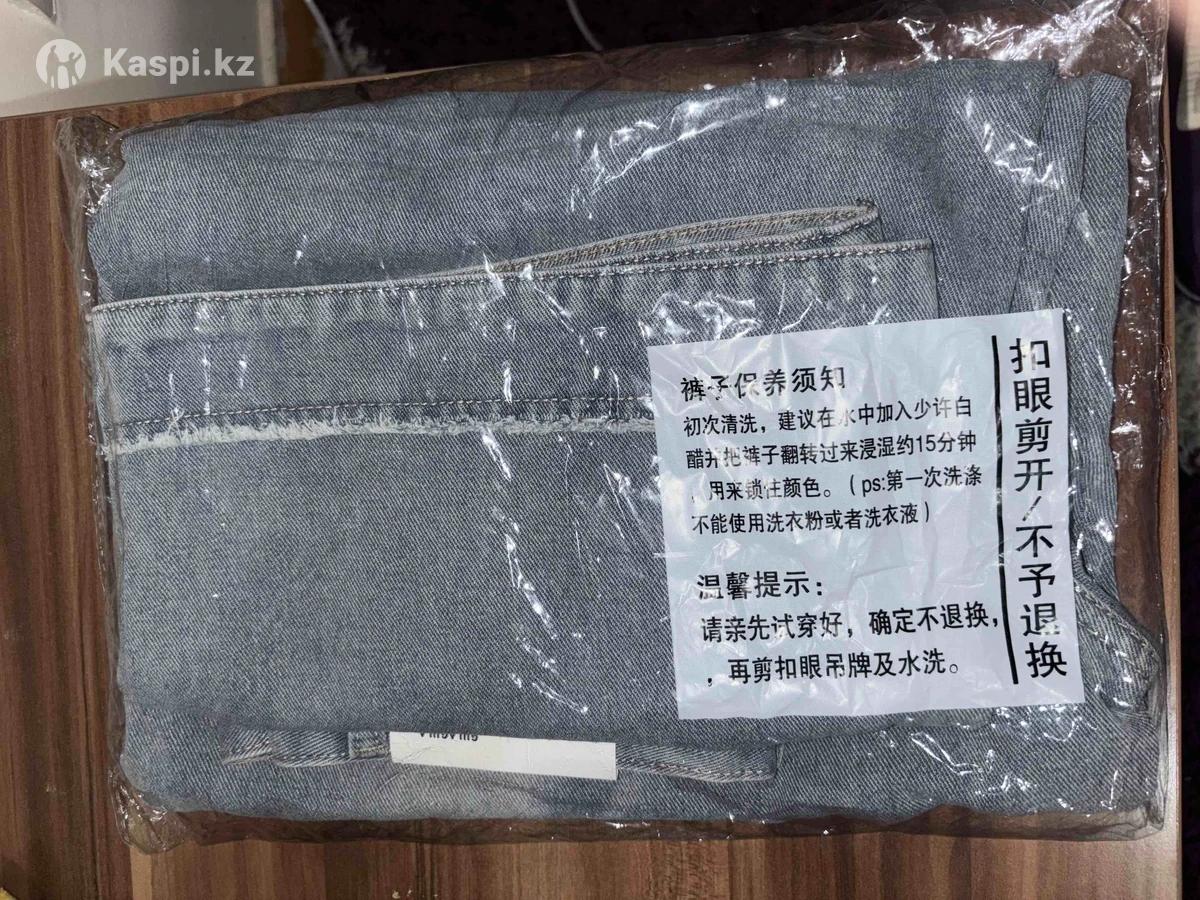 Kaspi.kz
裤子保养须知
初次清洗，建议在水中加入少许白
醋并把裤子翻转过来浸湿约15分钟
，用来锁住颜色。（ps:第一次洗涤
不能使用洗衣粉或者洗衣液）
温馨提示：
请亲先试穿好，确定不退换，
，再剪扣眼吊牌及水洗。
扣眼剪开/不予退换